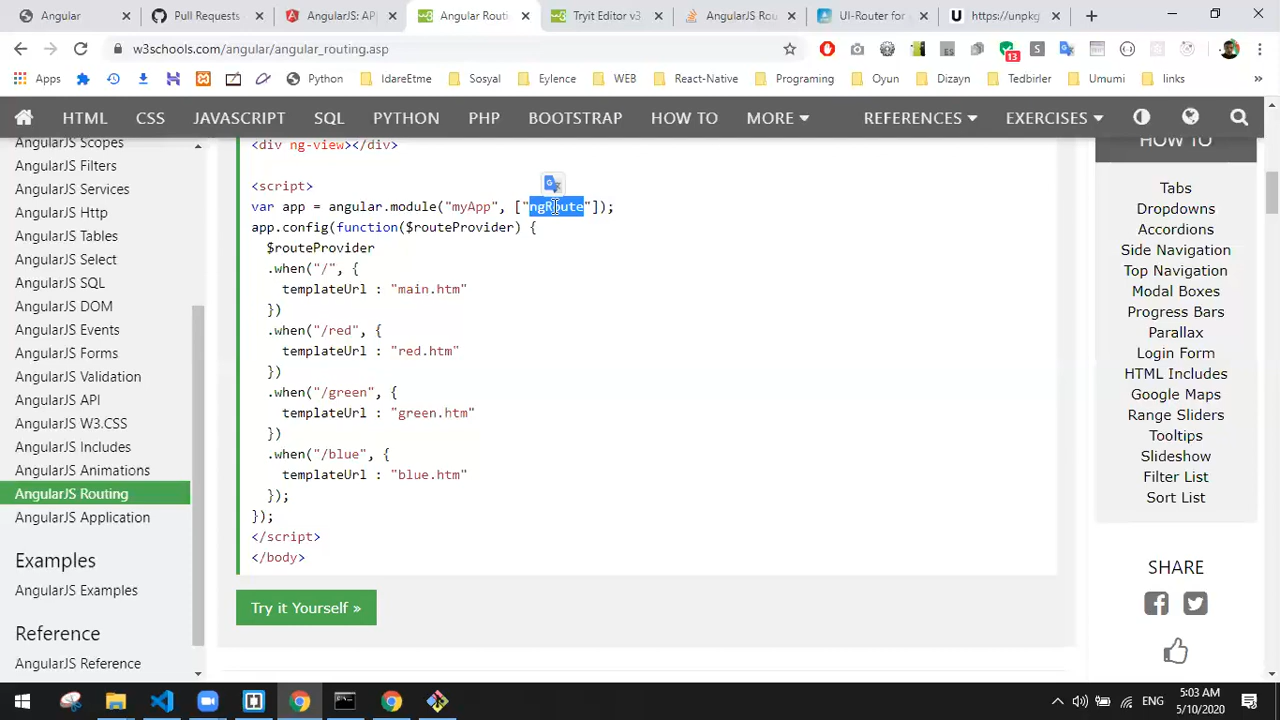 Angular
Pull Requests
AngularJS: API
Angular Routi
Tryit Editor v3
AngularJS Rou
UI-Router for
https://unpkg
w3schools.com/angular/angular_routing.asp
13
Apps
Python
IdareEtme
Sosyal
Eylence
WEB
React-Native
Programing
Oyun
Dizayn
Tedbirler
Umumi
links
»
HTML
CSS
JAVASCRIPT
SQL
PYTHON
PHP
BOOTSTRAP
HOW TO
MORE
REFERENCES
EXERCISES
AngularJS Scopes
AngularJS Filters
AngularJS Services
AngularJS Http
AngularJS Tables
AngularJS Select
AngularJS SQL
AngularJS DOM
AngularJS Events
AngularJS Forms
AngularJS Validation
AngularJS API
AngularJS W3.CSS
AngularJS Includes
AngularJS Animations
AngularJS Routing
AngularJS Application
Examples
AngularJS Examples
Reference
AngularJS Reference
<div ng-view></div>
<script>
var app = angular.module("myApp", ["ngRoute"]);
app.config(function($routeProvider) {
$routeProvider
.when("/", {
templateUrl : "main.htm"
})
.when("/red", {
templateUrl : "red.htm"
})
.when("/green", {
templateUrl : "green.htm"
})
.when("/blue", {
templateUrl : "blue.htm"
});
});
</script>
</body>
Try it Yourself »
HOW TO
Tabs
Dropdowns
Accordions
Side Navigation
Top Navigation
Modal Boxes
Progress Bars
Parallax
Login Form
HTML Includes
Google Maps
Range Sliders
Tooltips
Slideshow
Filter List
Sort List
SHARE
ENG
5:03 AM
5/10/2020